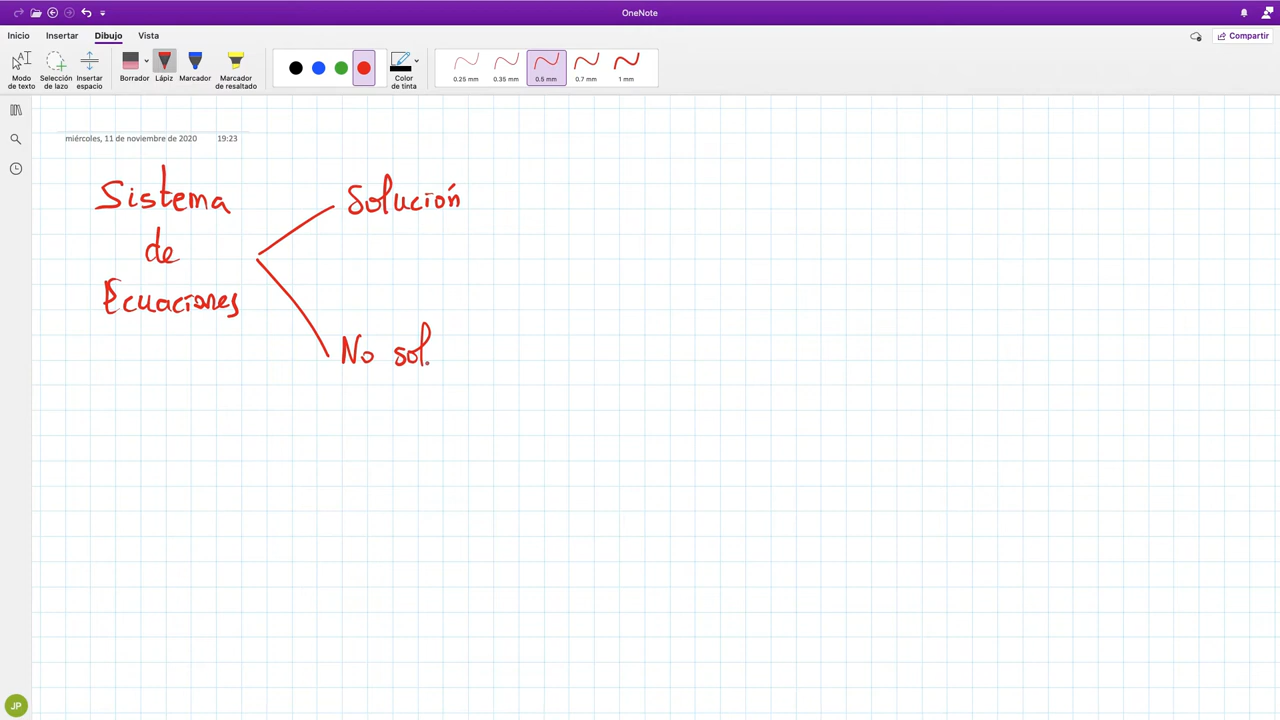 OneNote
Inicio Insertar Dibujo Vista
Compartir
Modo de texto
Selección de lazo
Insertar espacio
Borrador
Lápiz
Marcador
Marcador de resaltado
Color de tinta
0.25 mm 0.35 mm 0.5 mm 0.7 mm 1 mm
miércoles, 11 de noviembre de 2020 19:23
Sistema
de
Ecuaciones
Solución
No sol.
JP